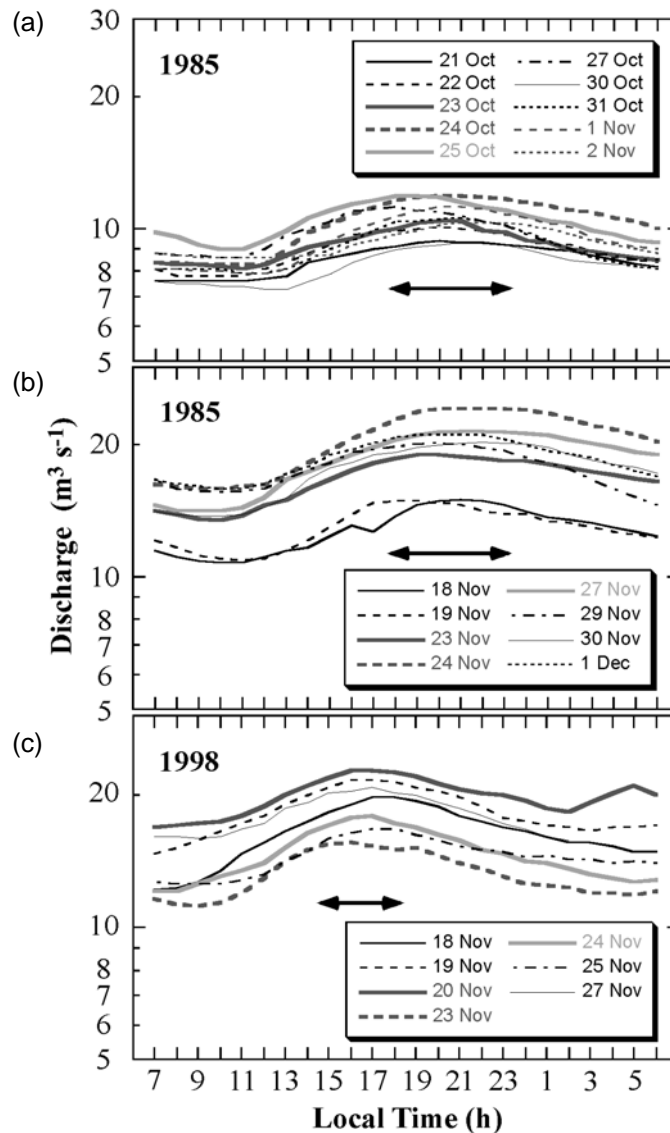 (a)
1985
21 Oct 27 Oct
22 Oct 30 Oct
23 Oct 31 Oct
24 Oct 1 Nov
25 Oct 2 Nov
30
20
10
8
7
6
5
(b)
1985
20
10
8
7
6
5
18 Nov 27 Nov
19 Nov 29 Nov
23 Nov 30 Nov
24 Nov 1 Dec
Discharge (m³ s⁻¹)
(c)
1998
20
10
8
7
6
5
18 Nov 24 Nov
19 Nov 25 Nov
20 Nov 27 Nov
23 Nov
7 9 11 13 15 17 19 21 23 1 3 5
Local Time (h)